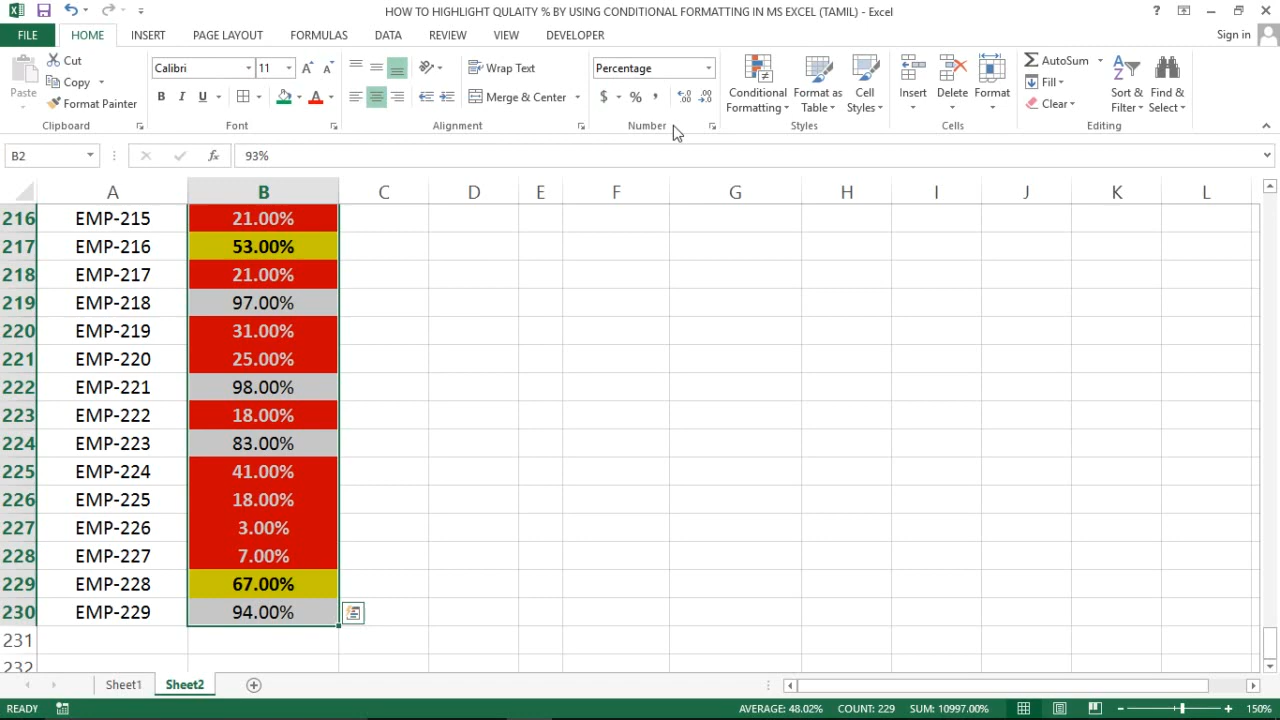 HOW TO HIGHLIGHT QULAITY % BY USING CONDITIONAL FORMATTING IN MS EXCEL (TAMIL) - Excel
?
FILE HOME INSERT PAGE LAYOUT FORMULAS DATA REVIEW VIEW DEVELOPER Sign in
Paste
Cut
Copy
Format Painter
Clipboard
Calibri 11
B I U
Font
Wrap Text
Merge & Center
Alignment
Percentage
$ % ,
Number
Conditional Formatting
Format as Table
Cell Styles
Styles
Insert Delete Format
Cells
AutoSum
Fill
Clear
Sort & Filter
Find & Select
Editing
B2 fx 93%
A B C D E F G H I J K L
216 EMP-215 21.00%
217 EMP-216 53.00%
218 EMP-217 21.00%
219 EMP-218 97.00%
220 EMP-219 31.00%
221 EMP-220 25.00%
222 EMP-221 98.00%
223 EMP-222 18.00%
224 EMP-223 83.00%
225 EMP-224 41.00%
226 EMP-225 18.00%
227 EMP-226 3.00%
228 EMP-227 7.00%
229 EMP-228 67.00%
230 EMP-229 94.00%
231
232
Sheet1 Sheet2
READY AVERAGE: 48.02% COUNT: 229 SUM: 10997.00% 150%